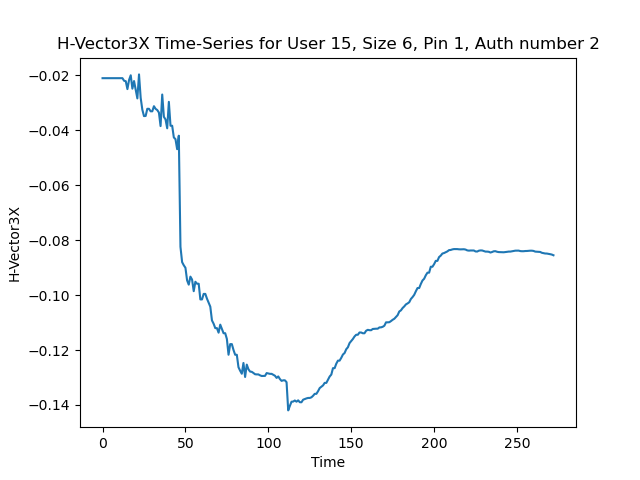 H-Vector3X Time-Series for User 15, Size 6, Pin 1, Auth number 2
H-Vector3X
−0.02
−0.04
−0.06
−0.08
−0.10
−0.12
−0.14
0 50 100 150 200 250
Time